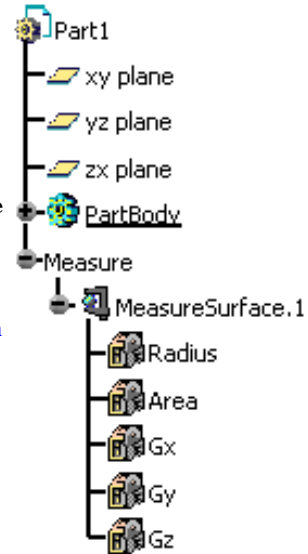 Part1
xy plane
yz plane
zx plane
PartBody
Measure
MeasureSurface.1
Radius
Area
Gx
Gy
Gz